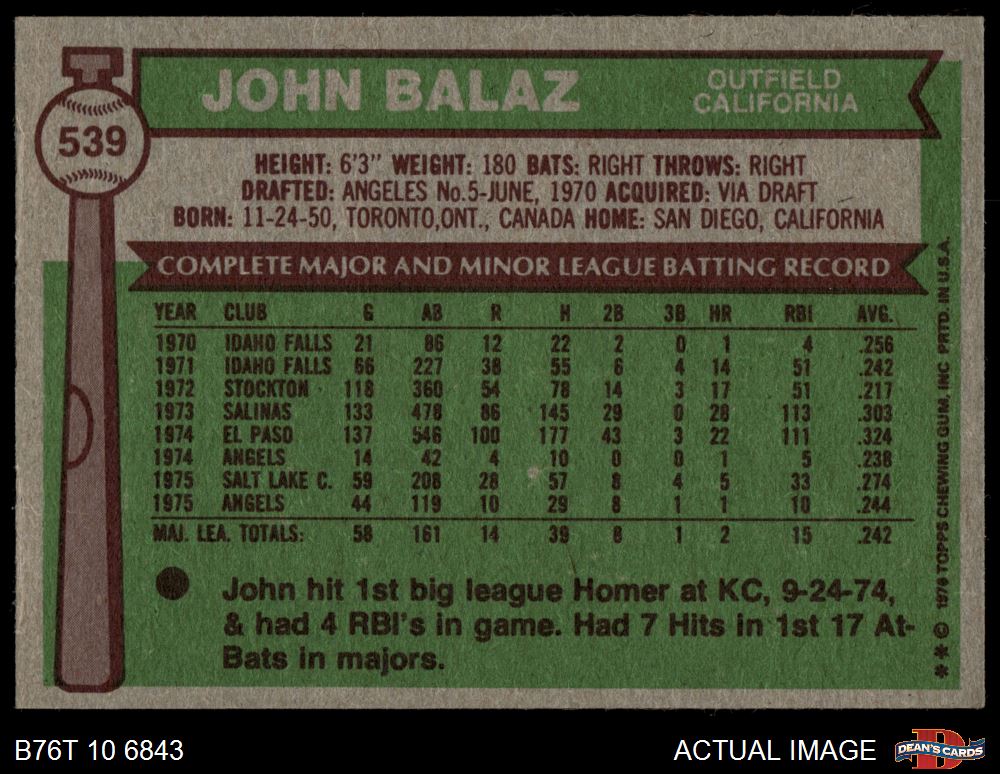 539
JOHN BALAZ
OUTFIELD
CALIFORNIA
HEIGHT: 6'3" WEIGHT: 180 BATS: RIGHT THROWS: RIGHT
DRAFTED: ANGELES No.5-JUNE, 1970 ACQUIRED: VIA DRAFT
BORN: 11-24-50, TORONTO,ONT., CANADA HOME: SAN DIEGO, CALIFORNIA
COMPLETE MAJOR AND MINOR LEAGUE BATTING RECORD
YEAR CLUB G AB R H 2B 3B HR RBI AVG.
1970 IDAHO FALLS 21 86 12 22 2 0 1 4 .256
1971 IDAHO FALLS 66 227 38 55 6 4 14 51 .242
1972 STOCKTON 118 360 54 78 14 3 17 51 .217
1973 SALINAS 133 478 86 145 29 0 28 113 .303
1974 EL PASO 137 546 100 177 43 3 22 111 .324
1974 ANGELS 14 42 4 10 0 0 1 5 .238
1975 SALT LAKE C. 59 208 28 57 8 4 5 33 .274
1975 ANGELS 44 119 10 29 8 1 1 10 .244
MAJ. LEA. TOTALS: 58 161 14 39 8 1 2 15 .242
John hit 1st big league Homer at KC, 9-24-74,
& had 4 RBI's in game. Had 7 Hits in 1st 17 At-
Bats in majors.
* * © 1976 TOPPS CHEWING GUM, INC PRTD. IN U.S.A.
B76T 10 6843
ACTUAL IMAGE
DEAN'S CARDS